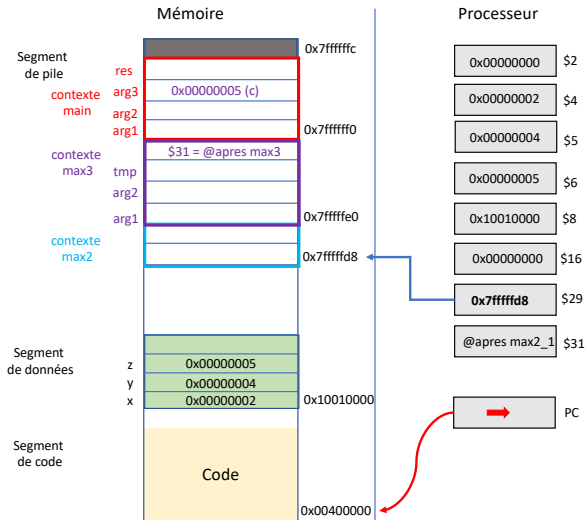 Mémoire
Processeur
0x7ffffffc
Segment
de pile
res
contexte
main
arg3
0x00000005 (c)
arg2
arg1
0x7ffffff0
contexte
max3
$31 = @apres max3
tmp
arg2
arg1
0x7fffffe0
contexte
max2
0x7fffffd8
Segment
de données
z
0x00000005
y
0x00000004
x
0x00000002
0x10010000
Segment
de code
Code
0x00400000
0x00000000
$2
0x00000002
$4
0x00000004
$5
0x00000005
$6
0x10010000
$8
0x00000000
$16
0x7fffffd8
$29
@apres max2_1
$31
PC